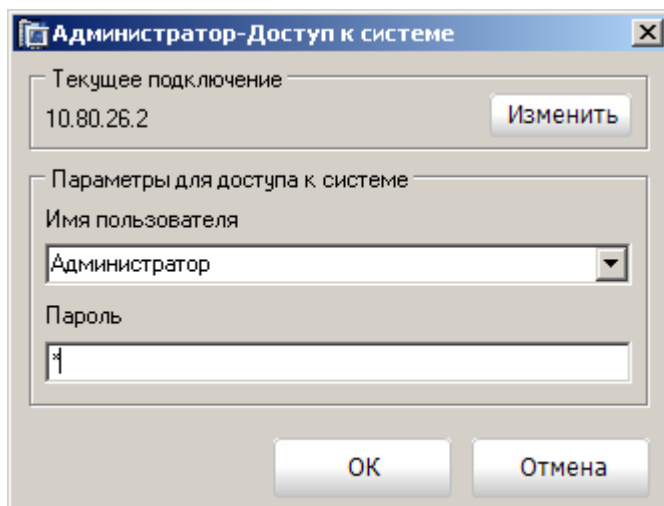 Администратор-Доступ к системе
Текущее подключение
10.80.26.2
Изменить
Параметры для доступа к системе
Имя пользователя
Администратор
Пароль
*
ОК
Отмена